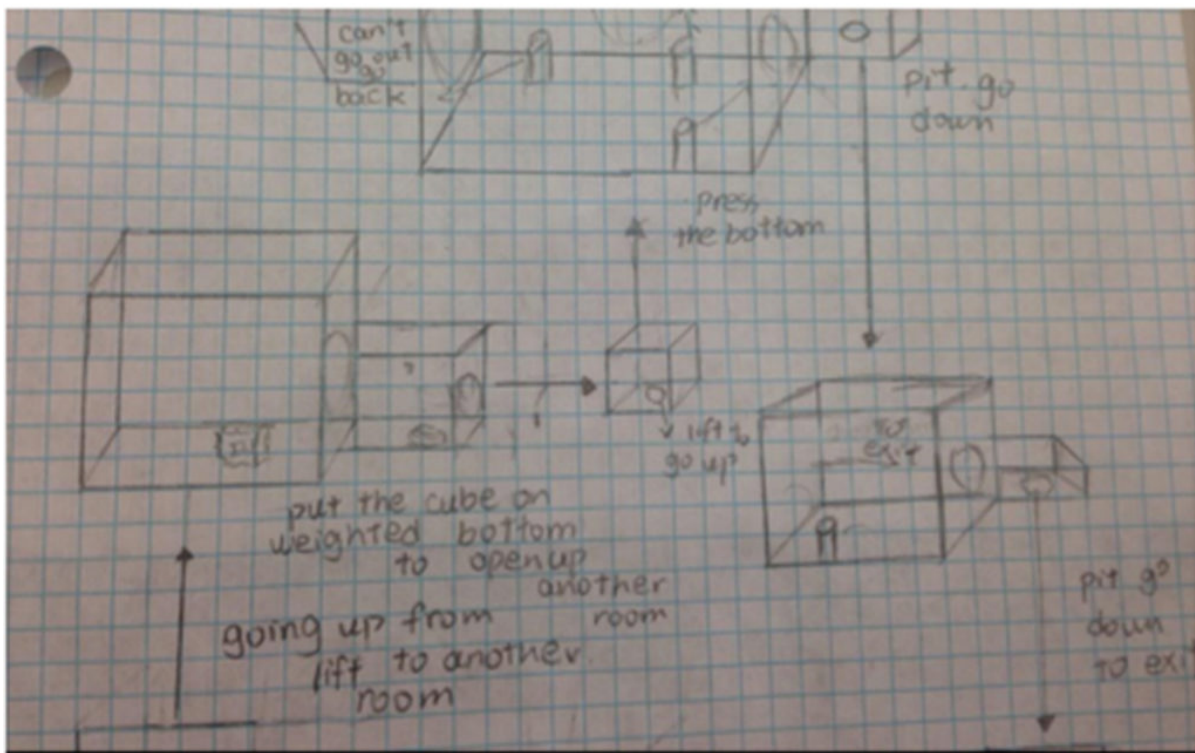 can't
go out
go
back
pit. go
down
press
the bottom
lift to
go up
to
exit
put the cube on
weighted bottom
to open up
another
room
going up from
lift to another
room
pit go
down
to exit